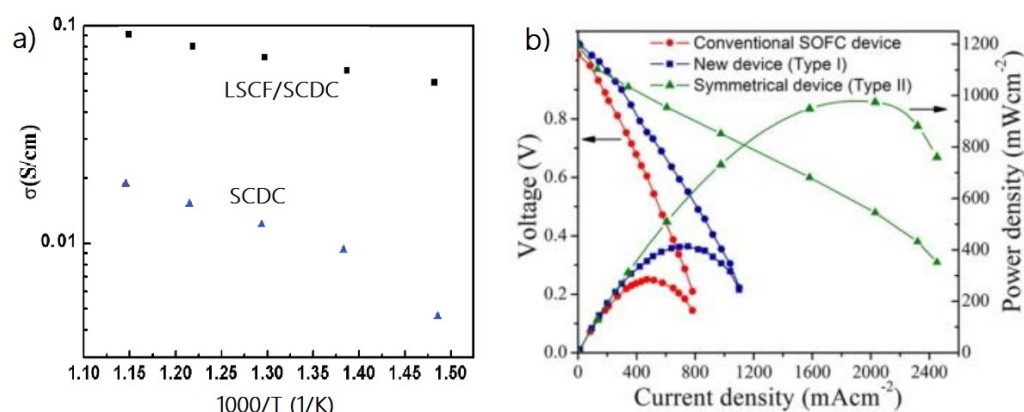 a)
0.1
0.01
σ(S/cm)
LSCF/SCDC
SCDC
1.10 1.15 1.20 1.25 1.30 1.35 1.40 1.45 1.50
1000/T (1/K)
b)
Conventional SOFC device
New device (Type I)
Symmetrical device (Type II)
Voltage (V)
0.8
0.6
0.4
0.2
0.0
0 400 800 1200 1600 2000 2400
Current density (mAcm⁻²)
1200
1000
800
600
400
200
0
Power density (mWcm⁻²)